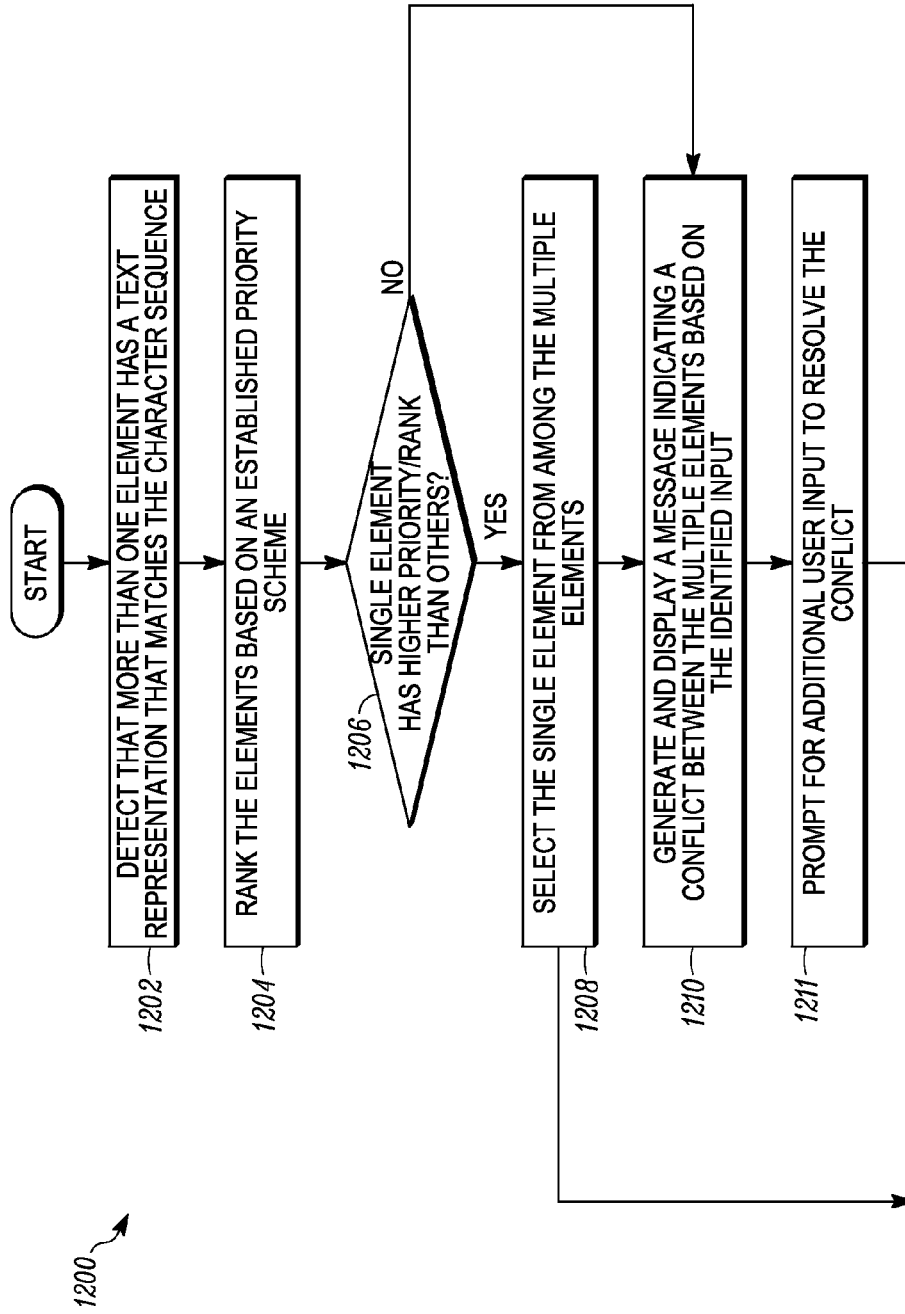 1200
START
DETECT THAT MORE THAN ONE ELEMENT HAS A TEXT
REPRESENTATION THAT MATCHES THE CHARACTER SEQUENCE
1202
RANK THE ELEMENTS BASED ON AN ESTABLISHED PRIORITY
SCHEME
1204
SINGLE ELEMENT
HAS HIGHER PRIORITY/RANK
THAN OTHERS?
1206
NO
YES
SELECT THE SINGLE ELEMENT FROM AMONG THE MULTIPLE
ELEMENTS
1208
GENERATE AND DISPLAY A MESSAGE INDICATING A
CONFLICT BETWEEN THE MULTIPLE ELEMENTS BASED ON
THE IDENTIFIED INPUT
1210
PROMPT FOR ADDITIONAL USER INPUT TO RESOLVE THE
CONFLICT
1211